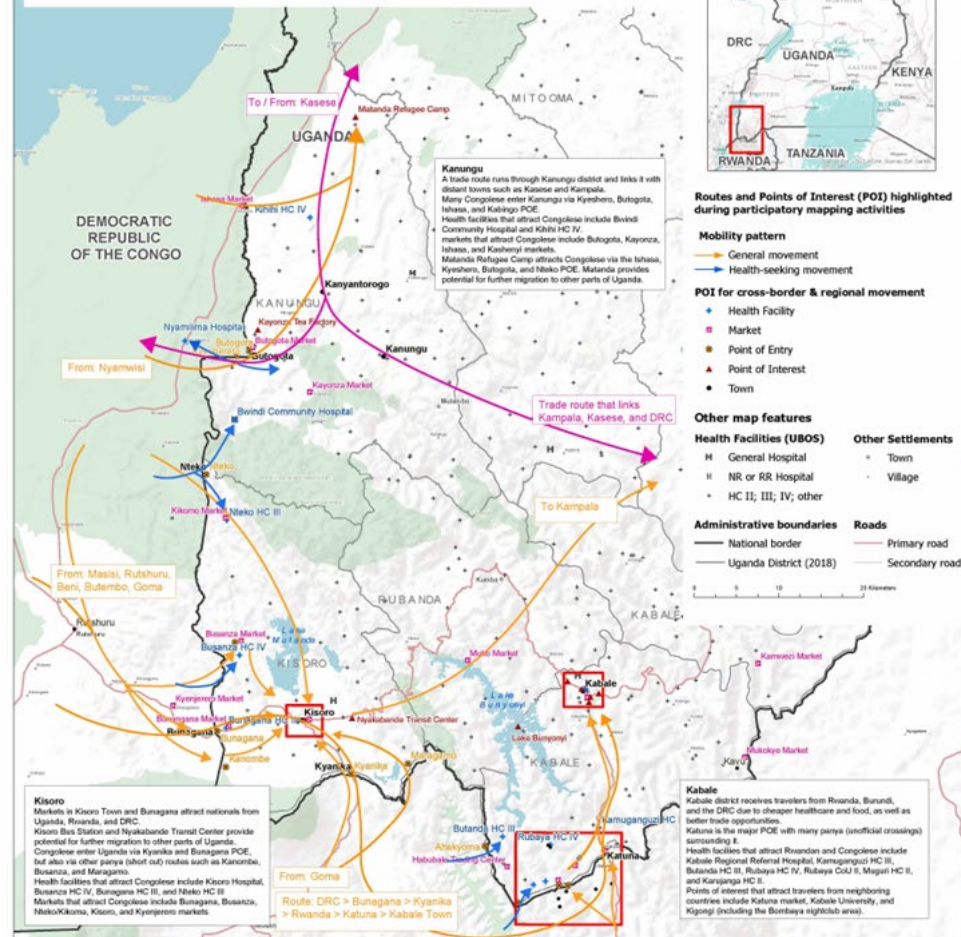 DRC
UGANDA
KENYA
Kampala
RWANDA
TANZANIA
To / From: Kasese
MITOOMA
Matanda Refugee Camp
UGANDA
Kanungu
A trade route runs through Kanungu district and links it with
distant towns such as Kasese and Kampala.
Many Congolese enter Kanungu via Kyeshero, Butogota,
Ishasa, and Kabingo POE.
Health facilities that attract Congolese include Bwindi
Community Hospital and Kihihi HC IV.
markets that attract Congolese include Butogota, Kayonza,
Ishasa, and Kashenyi markets.
Matanda Refugee Camp attracts Congolese via the Ishasa,
Kyeshero, Butogota, and Nteko POE. Matanda provides
potential for further migration to other parts of Uganda.
Routes and Points of Interest (POI) highlighted
during participatory mapping activities
Mobility pattern
General movement
Health-seeking movement
POI for cross-border & regional movement
Health Facility
Market
Point of Entry
Point of Interest
Town
Other map features
Health Facilities (UBOS)
General Hospital
NR or RR Hospital
HC II; III; IV; other
Other Settlements
Town
Village
Administrative boundaries
National border
Uganda District (2018)
Roads
Primary road
Secondary road
0
5
10
20 Kilometers
Ishasa Market
Kihihi HC IV
DEMOCRATIC
REPUBLIC
OF THE CONGO
Kanyantorogo
KANUNGU
Kayonza Tea Factory
Nyamilima Hospital
Butogota Market
Butogota
Butogota
Kanungu
From: Nyamwisi
Kayonza Market
Trade route that links
Kampala, Kasese, and DRC
Bwindi Community Hospital
Nteko
Nteko
Kikomo Market
Nteko HC III
To Kampala
From: Masisi, Rutshuru,
Beni, Butembo, Goma
RUBANDA
KABALE
Rutshuru
Rutshuru
Busanza Market
Busanza HC IV
Lake
Mutanda
KISORO
Muko Market
Kamwezi Market
Kabale
Kyenjerero Market
Lake
Bunyonyi
Kisoro
Bunangana Market
Bunagana HC III
Nyakabande Transit Center
Bunagana
Bunagana
Lake Bunyonyi
Kanombe
Maragamo
Mukokye Market
Kavu
Kyanika
Kyanika
KABALE
Kisoro
Markets in Kisoro Town and Bunagana attract nationals from
Uganda, Rwanda, and DRC.
Kisoro Bus Station and Nyakabande Transit Center provide
potential for further migration to other parts of Uganda.
Congolese enter Uganda via Kyanika and Bunagana POE,
but also via other panya (short cut) routes such as Kanombe,
Busanza, and Maragamo.
Health facilities that attract Congolese include Kisoro Hospital,
Busanza HC IV, Bunagana HC III, and Nteko HC III
Markets that attract Congolese include Bunagana, Busanza,
Nteko/Kikoma, Kisoro, and Kyenjerero markets.
Butanda HC III
Rubaya HC IV
Kamuganguzi HC
Ahakyoma
Habubale Trading Center
Katuna
From: Goma
Route: DRC > Bunagana > Kyanika
> Rwanda > Katuna > Kabale Town
Kabale
Kabale district receives travelers from Rwanda, Burundi,
and the DRC due to cheaper healthcare and food, as well as
better trade opportunities.
Katuna is the major POE with many panya (unofficial crossings)
surrounding it.
Health facilities that attract Rwandan and Congolese include
Kabale Regional Referral Hospital, Kamuganguzi HC III,
Butanda HC III, Rubaya HC IV, Rubaya CoU II, Maguri HC II,
and Karujanga HC II.
Points of interest that attract travelers from neighboring
countries include Katuna market, Kabale University, and
Kigongi (including the Bombaya nightclub area).